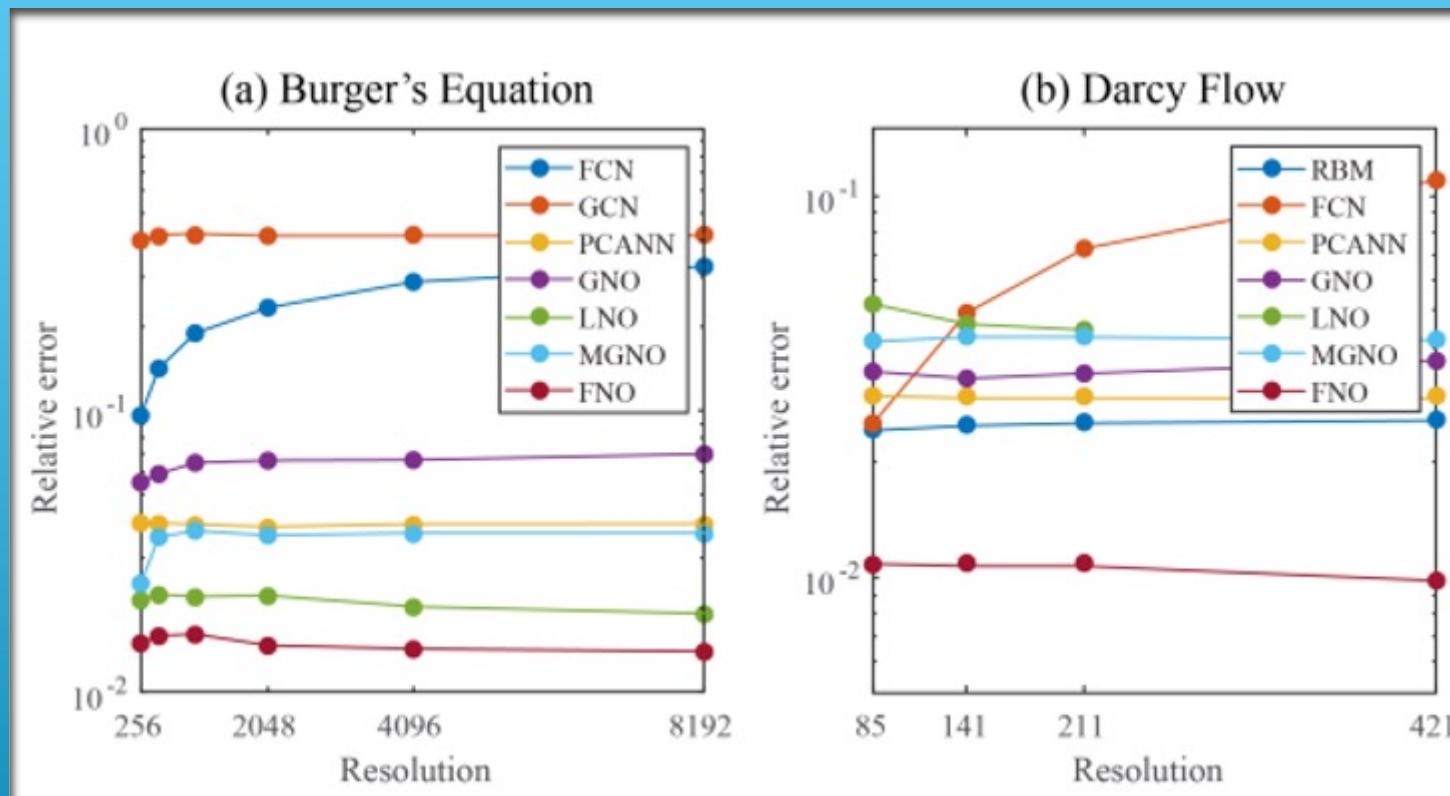 (a) Burger's Equation
10^0
10^-1
10^-2
Relative error
FCN
GCN
PCANN
GNO
LNO
MGNO
FNO
256 2048 4096 8192
Resolution
(b) Darcy Flow
10^-1
10^-2
Relative error
RBM
FCN
PCANN
GNO
LNO
MGNO
FNO
85 141 211 421
Resolution